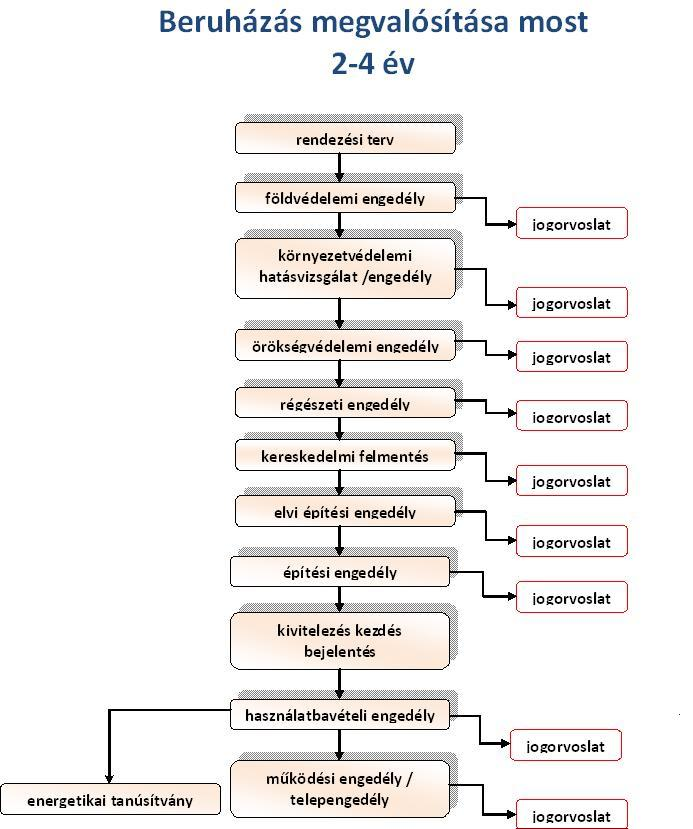 Beruházás megvalósítása most
2-4 év
rendezési terv
földvédelmi engedély
jogorvoslat
környezetvédelemi
hatásvizsgálat /engedély
jogorvoslat
örökségvédelemi engedély
jogorvoslat
régészeti engedély
jogorvoslat
kereskedelmi felmentés
jogorvoslat
elvi építési engedély
jogorvoslat
építési engedély
jogorvoslat
kivitelezés kezdés
bejelentés
használatbavételi engedély
jogorvoslat
energetikai tanúsítvány
működési engedély /
telepengedély
jogorvoslat